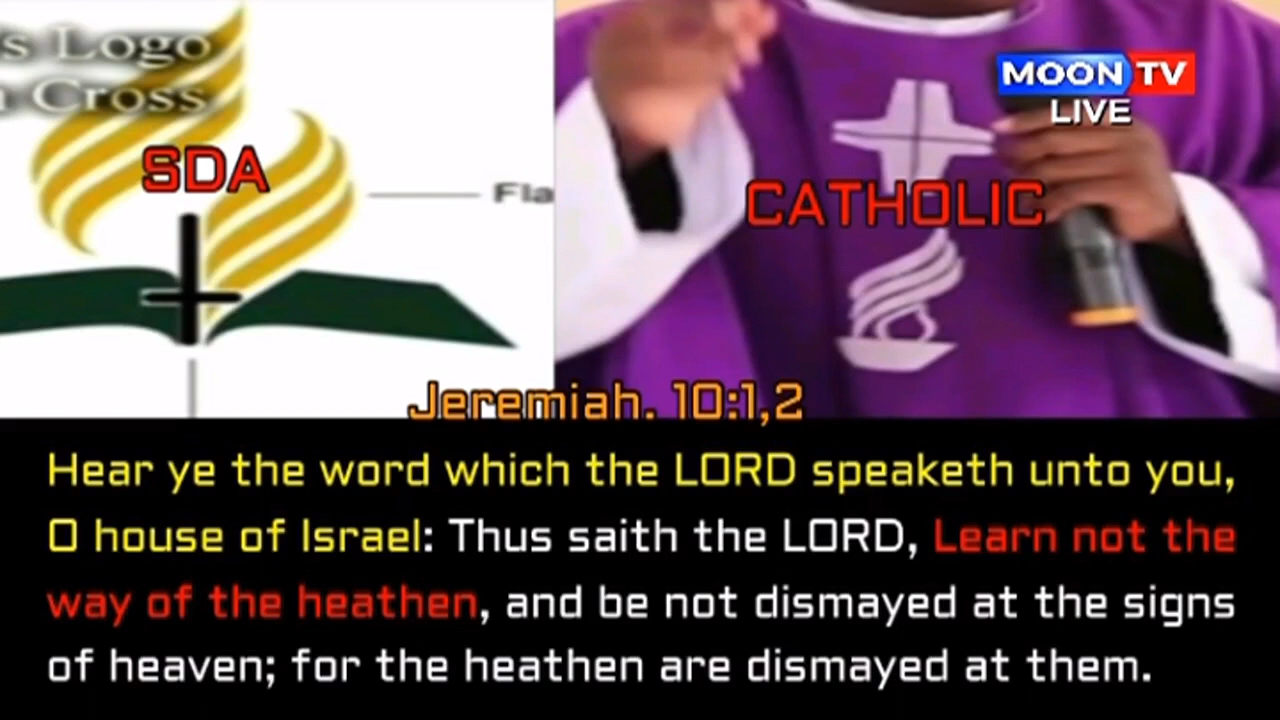 's Logo
n Cross
SDA
Fla
MOON TV
LIVE
CATHOLIC
Jeremiah. 10:1,2
Hear ye the word which the LORD speaketh unto you,
O house of Israel: Thus saith the LORD, Learn not the
way of the heathen, and be not dismayed at the signs
of heaven; for the heathen are dismayed at them.